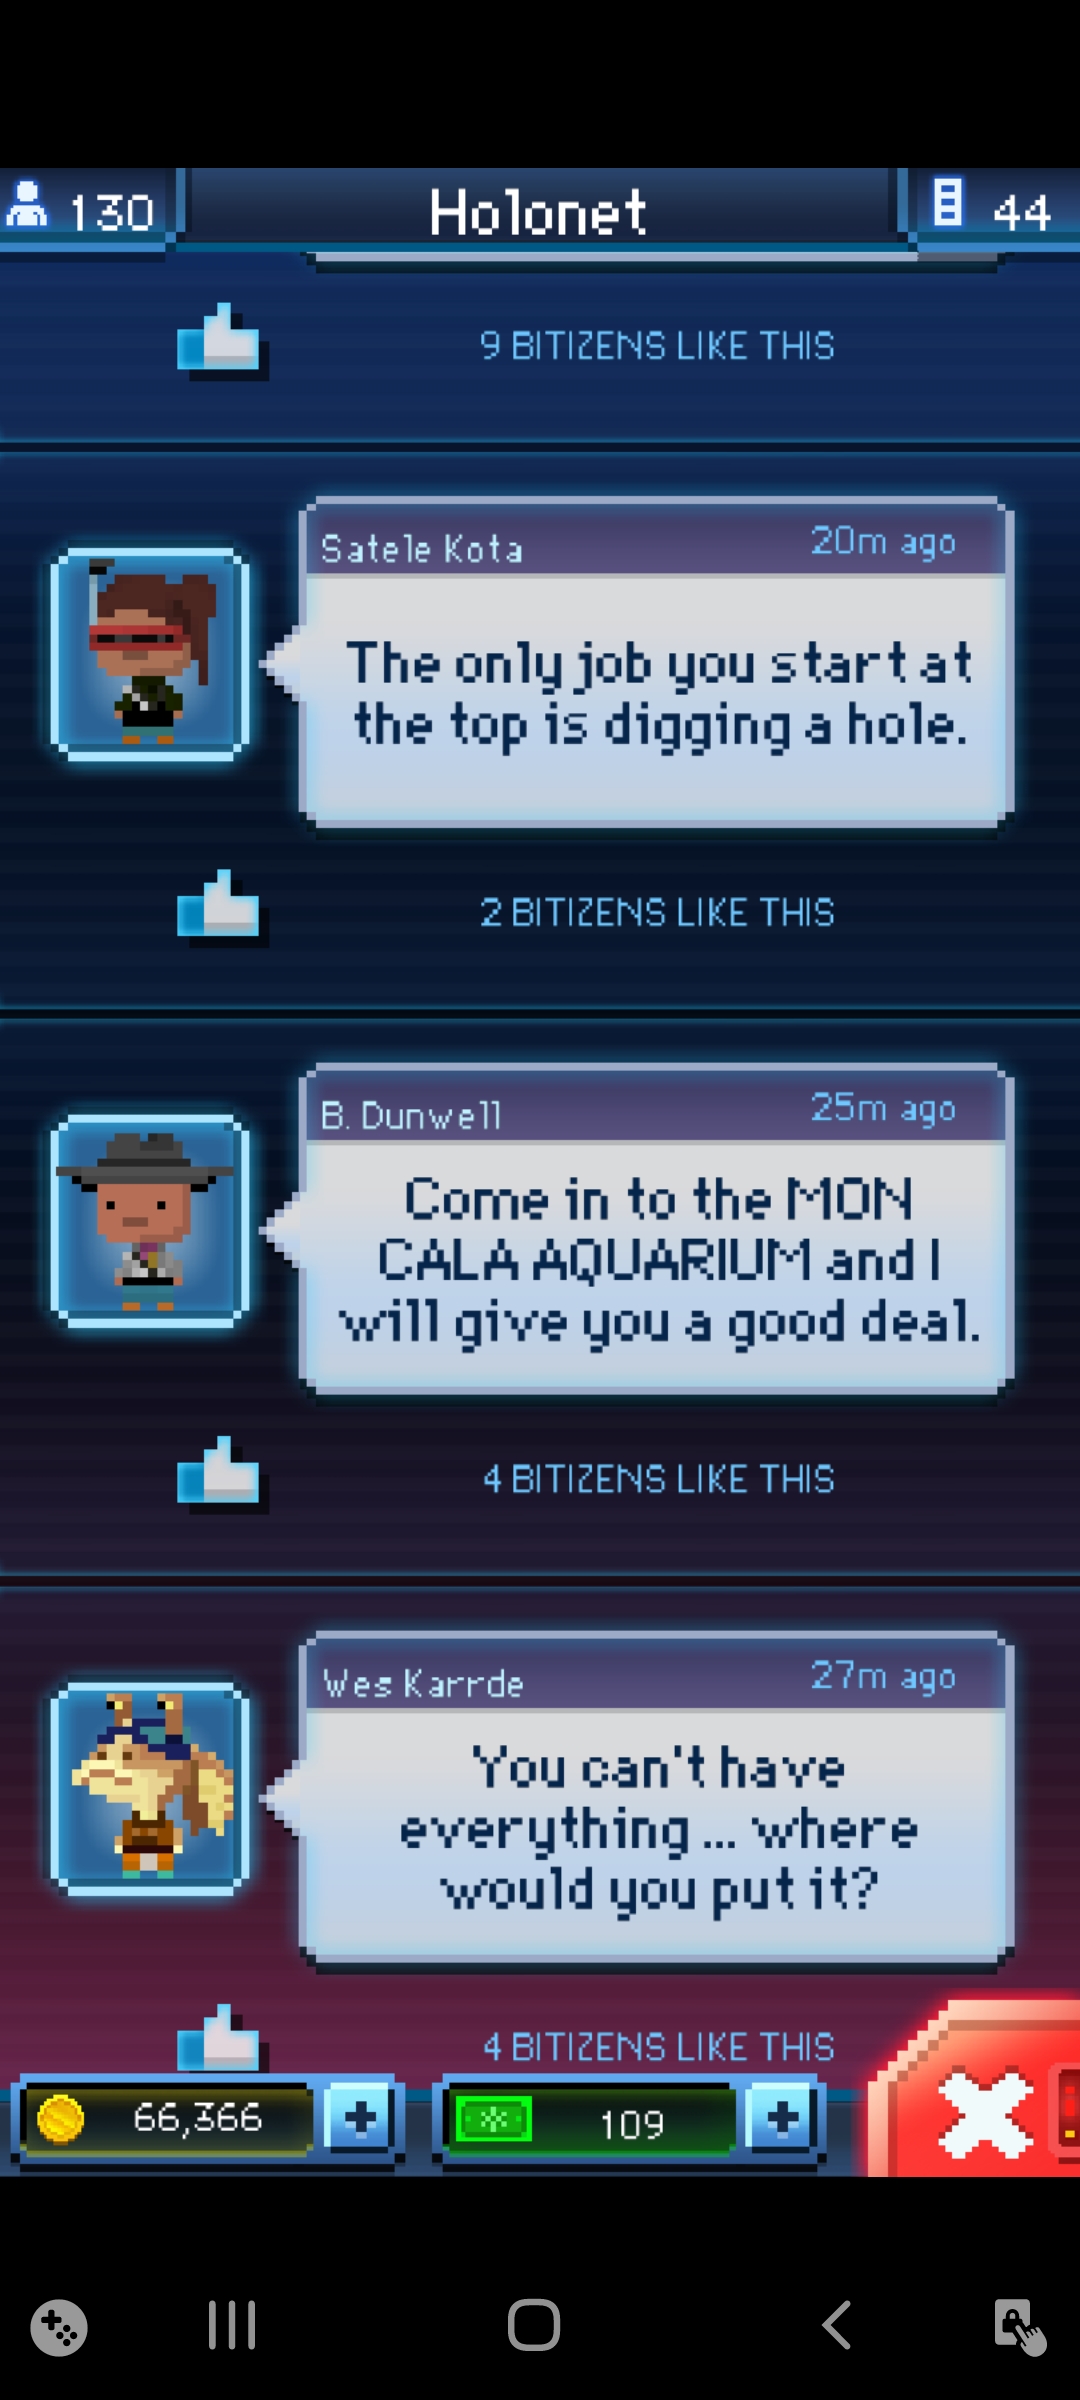 130
Holonet
44
9 BITIZENS LIKE THIS
Satele Kota
20m ago
The only job you start at
the top is digging a hole.
2 BITIZENS LIKE THIS
B. Dunwell
25m ago
Come in to the MON
CALA AQUARIUM and I
will give you a good deal.
4 BITIZENS LIKE THIS
Wes Karrde
27m ago
You can't have
everything ... where
would you put it?
4 BITIZENS LIKE THIS
66,366
109